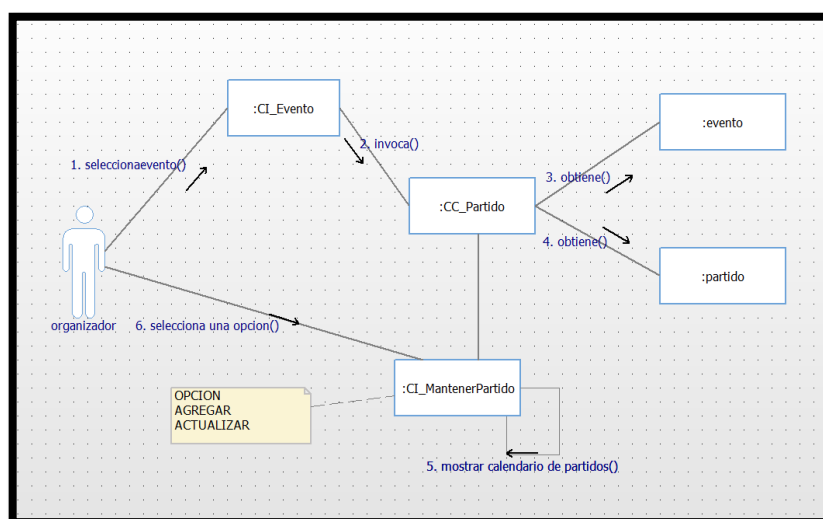 :CI_Evento
:evento
2. invoca()
1. seleccionaevento()
3. obtiene()
:CC_Partido
4. obtiene()
:partido
organizador
6. selecciona una opcion()
:CI_MantenerPartido
OPCION
AGREGAR
ACTUALIZAR
5. mostrar calendario de partidos()